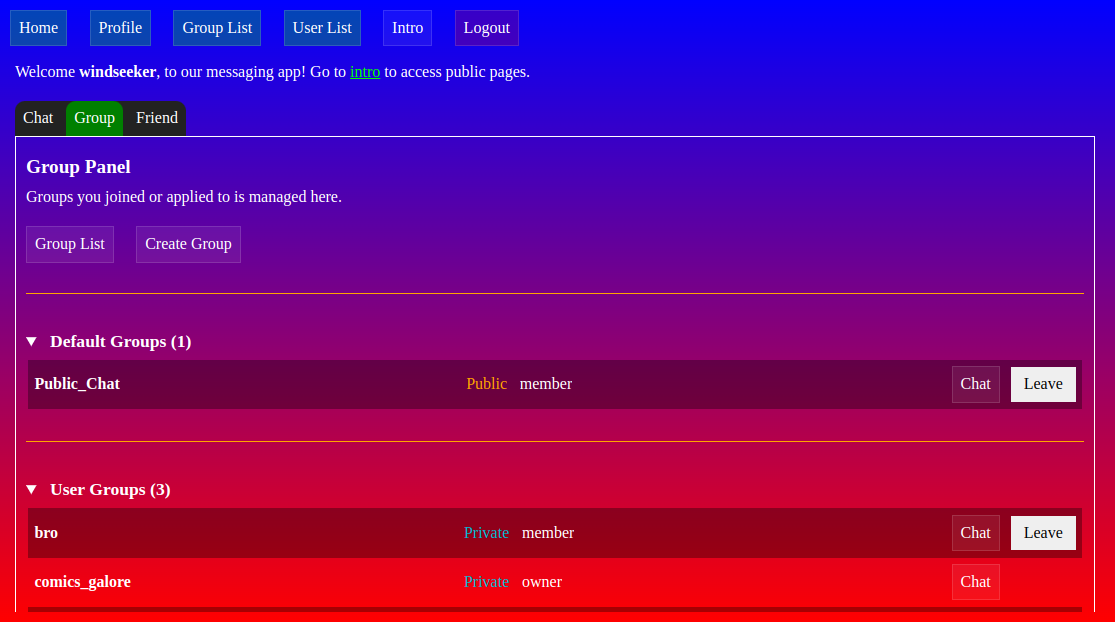 Home Profile Group List User List Intro Logout
Welcome windseeker, to our messaging app! Go to intro to access public pages.
Chat Group Friend
Group Panel
Groups you joined or applied to is managed here.
Group List Create Group
Default Groups (1)
Public_Chat Public member Chat Leave
User Groups (3)
bro Private member Chat Leave
comics_galore Private owner Chat